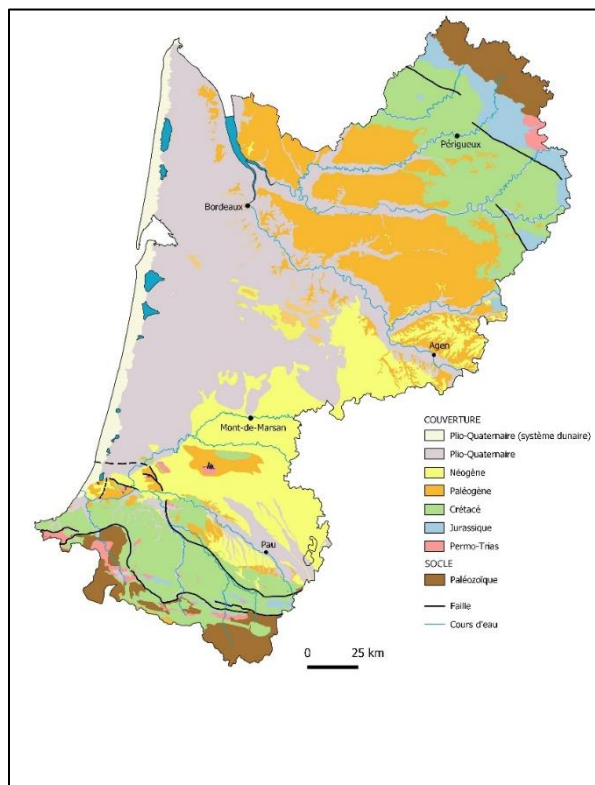 Périgueux
Bordeaux
Agen
Mont-de-Marsan
Pau
COUVERTURE
Plio-Quaternaire (système dunaire)
Plio-Quaternaire
Néogène
Paléogène
Crétacé
Jurassique
Permo-Trias
SOCLE
Paléozoïque
Faille
Cours d'eau
0 25 km